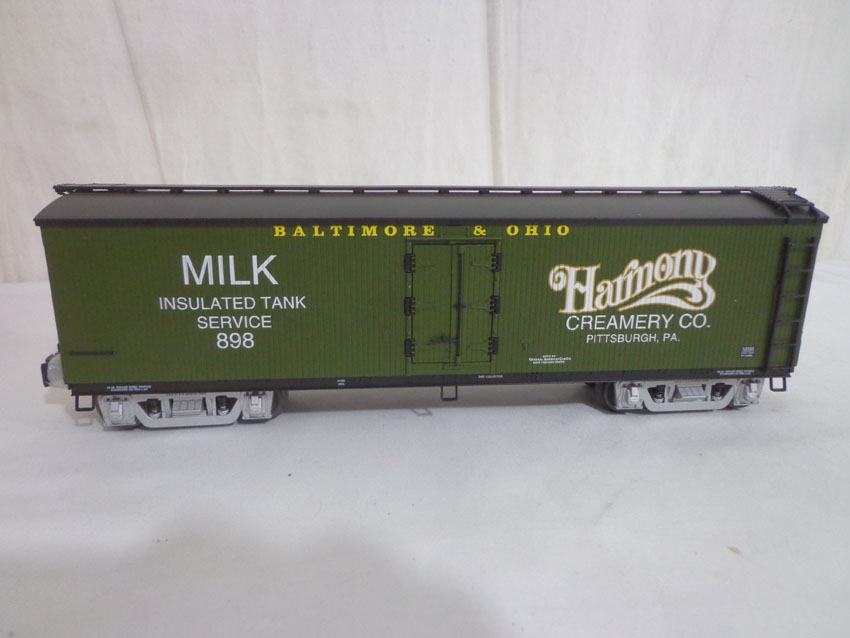 BALTIMORE & OHIO
MILK
INSULATED TANK
SERVICE
898
Harmony
CREAMERY CO.
PITTSBURGH, PA.